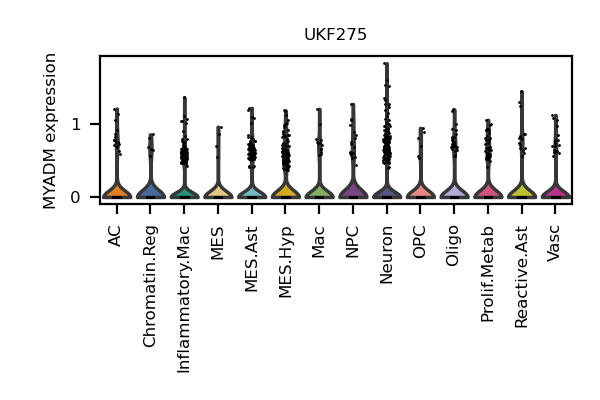 UKF275
MYADM expression
1
0
AC
Chromatin.Reg
Inflammatory.Mac
MES
MES.Ast
MES.Hyp
Mac
NPC
Neuron
OPC
Oligo
Prolif.Metab
Reactive.Ast
Vasc